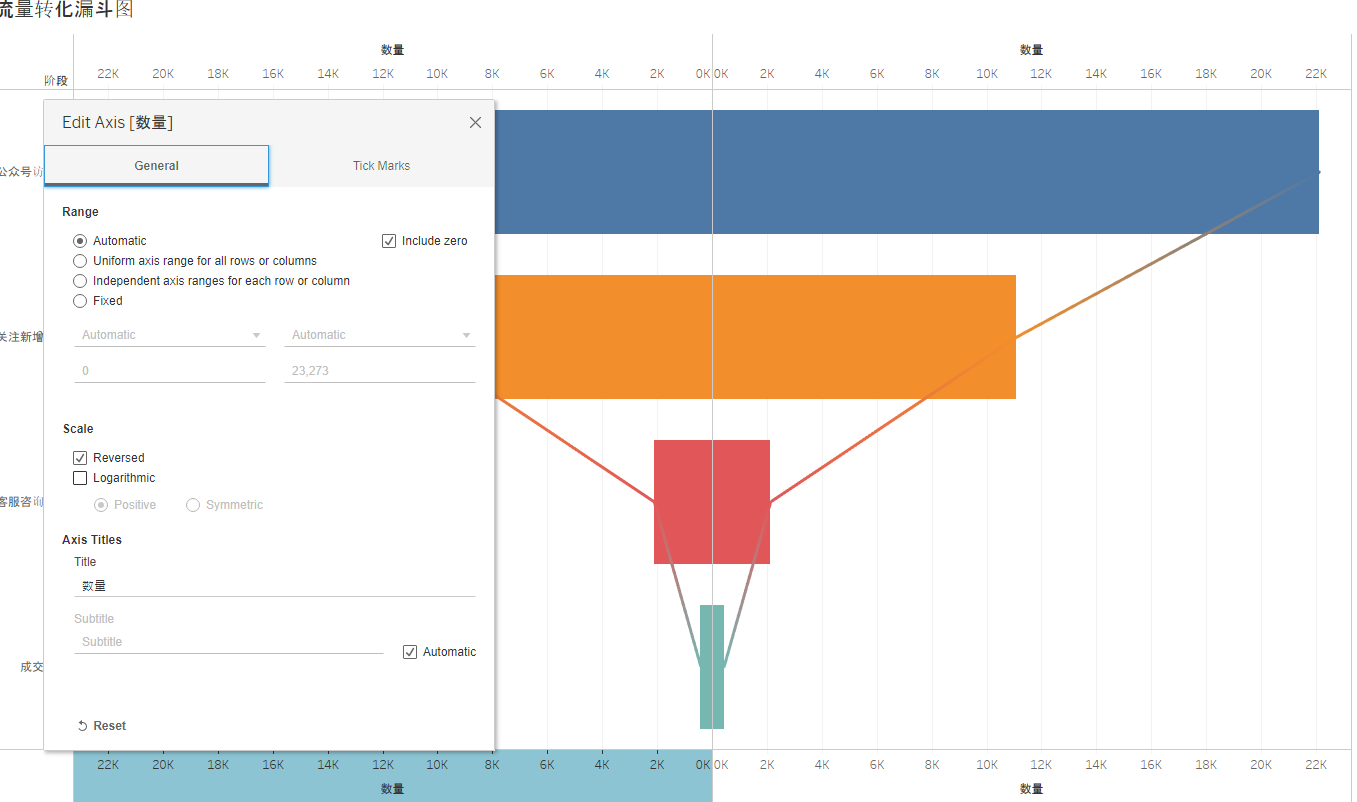 流量转化漏斗图
数量 数量
阶段 22K 20K 18K 16K 14K 12K 10K 8K 6K 4K 2K 0K 0K 2K 4K 6K 8K 10K 12K 14K 16K 18K 20K 22K
Edit Axis [数量]
General Tick Marks
公众号访
Range
Automatic Include zero
Uniform axis range for all rows or columns
Independent axis ranges for each row or column
Fixed
关注新增
Automatic Automatic
0 23,273
Scale
Reversed
Logarithmic
客服咨询
Positive Symmetric
Axis Titles
Title
数量
Subtitle
Subtitle
Automatic
成交
Reset
22K 20K 18K 16K 14K 12K 10K 8K 6K 4K 2K 0K 0K 2K 4K 6K 8K 10K 12K 14K 16K 18K 20K 22K
数量 数量